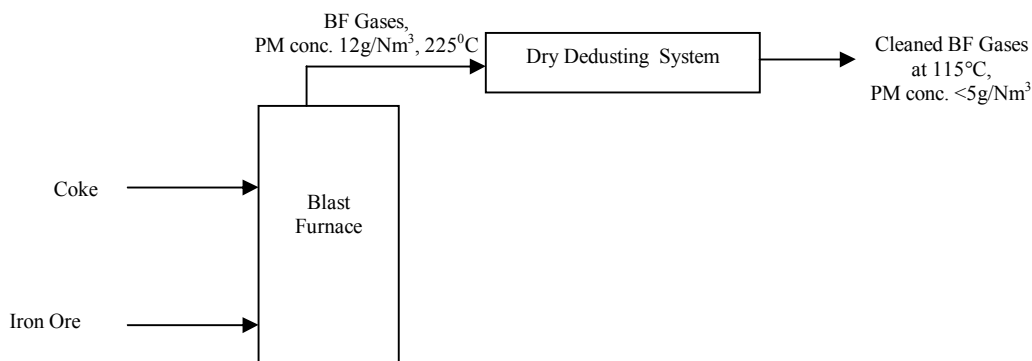 BF Gases,
PM conc. 12g/Nm³, 225⁰C
Dry Dedusting System
Cleaned BF Gases
at 115°C,
PM conc. <5g/Nm³
Coke
Blast
Furnace
Iron Ore